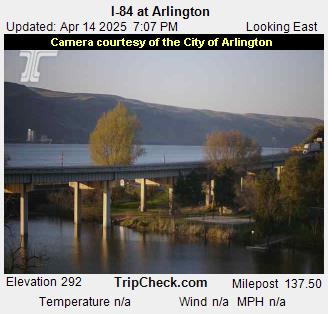 I-84 at Arlington
Updated: Apr 14 2025 7:07 PM Looking East
Camera courtesy of the City of Arlington
Elevation 292 TripCheck.com Milepost 137.50
Temperature n/a Wind n/a MPH n/a